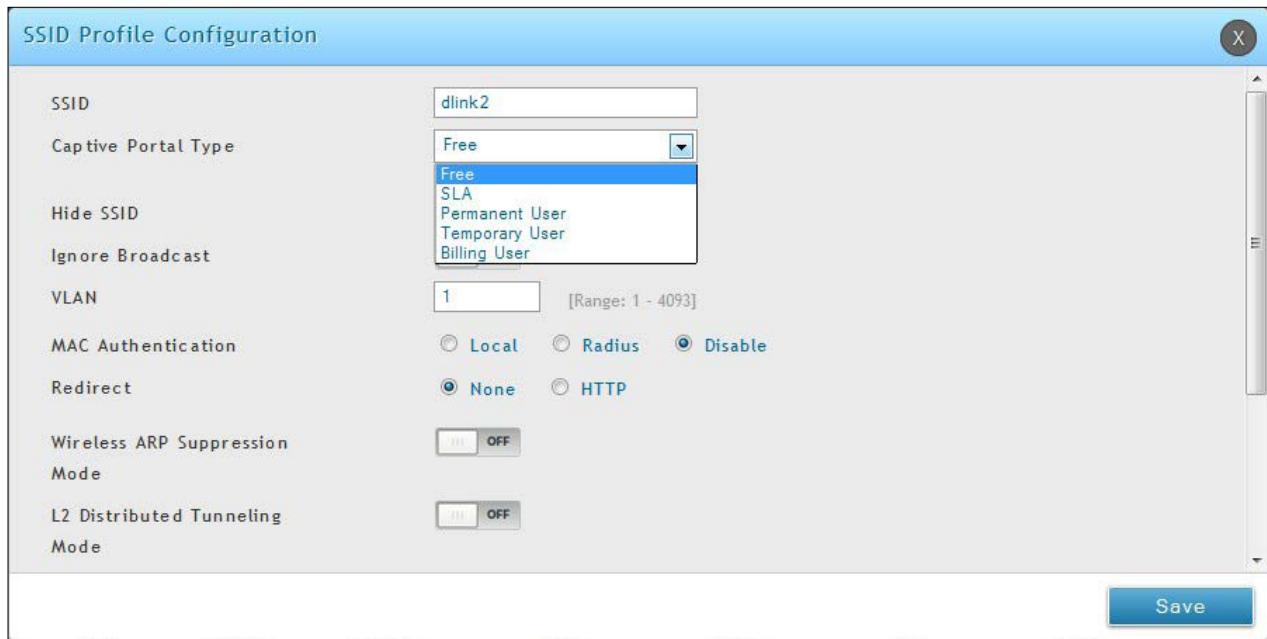 SSID Profile Configuration
X
SSID
dlink2
Captive Portal Type
Free
Free
SLA
Permanent User
Temporary User
Billing User
Hide SSID
Ignore Broadcast
VLAN
1 [Range: 1 - 4093]
MAC Authentication
Local Radius Disable
Redirect
None HTTP
Wireless ARP Suppression
Mode
OFF
L2 Distributed Tunneling
Mode
OFF
Save